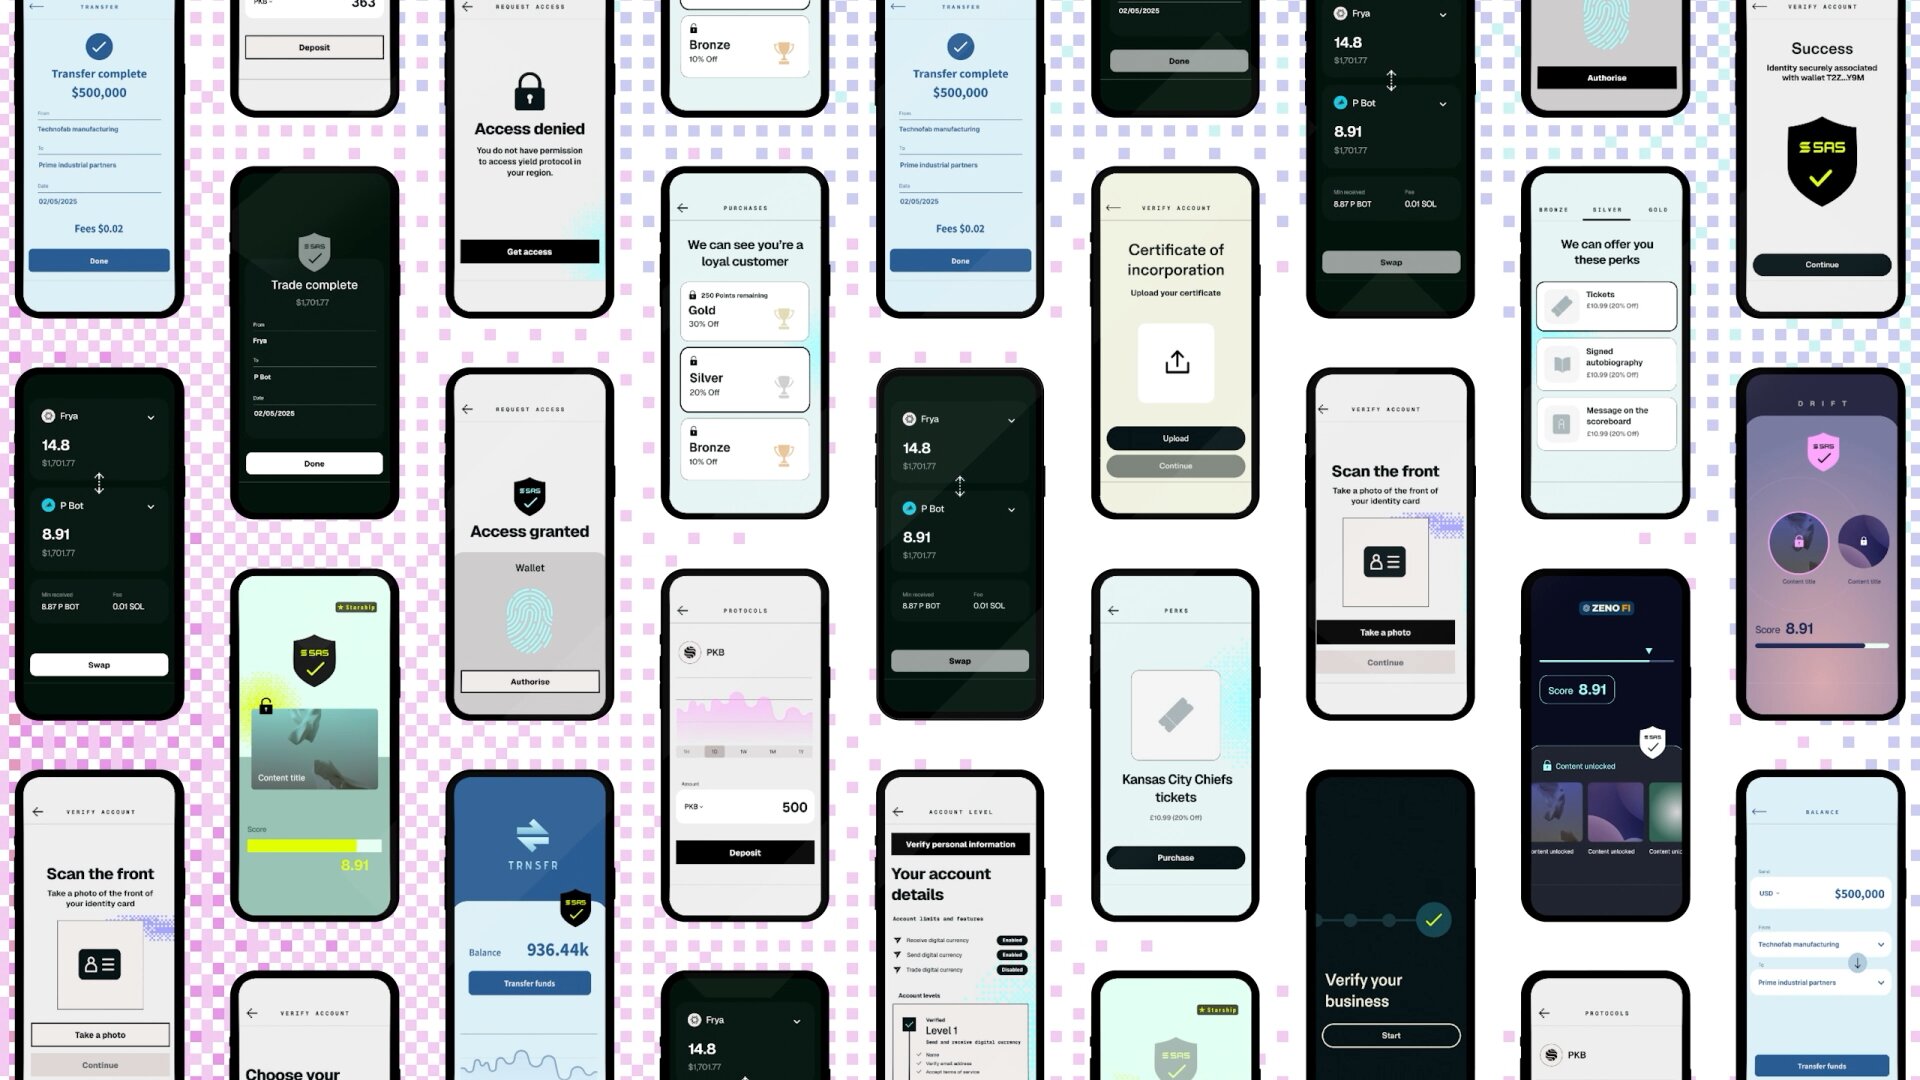 TRANSFER
Transfer complete
$500,000
From
Technofab manufacturing
To
Prime industrial partners
Date
02/05/2025
Fees $0.02
Done
Frya
14.8
$1,701.77
P Bot
8.91
$1,701.77
Min received
Fee
8.87 P BOT
0.01 SOL
Swap
VERIFY ACCOUNT
Scan the front
Take a photo of the front of
your identity card
Take a photo
Continue
PKB
363
Deposit
SAS
Trade complete
$1,701.77
From
Frya
To
P Bot
Date
02/05/2025
Done
Starship
SAS
Content title
Score
8.91
VERIFY ACCOUNT
Choose your
REQUEST ACCESS
Access denied
You do not have permission
to access yield protocol in
your region.
Get access
REQUEST ACCESS
SAS
Access granted
Wallet
Authorise
TRNSFR
SAS
Balance
936.44k
Transfer funds
Bronze
10% Off
PURCHASES
We can see you're a
loyal customer
250 Points remaining
Gold
30% Off
Silver
20% Off
Bronze
10% Off
PROTOCOLS
PKB
1H
1D
1W
1M
1Y
Amount
PKB
500
Deposit
Frya
14.8
$1,701.77
TRANSFER
Transfer complete
$500,000
From
Technofab manufacturing
To
Prime industrial partners
Date
02/05/2025
Fees $0.02
Done
Frya
14.8
$1,701.77
P Bot
8.91
$1,701.77
Min received
Fee
8.87 P BOT
0.01 SOL
Swap
ACCOUNT LEVEL
Verify personal information
Your account
details
Account limits and features
Receive digital currency
Enabled
Send digital currency
Enabled
Trade digital currency
Disabled
Account levels
Verified
Level 1
Send and receive digital currency
Name
Verify email address
Accept terms of service
02/05/2025
Done
VERIFY ACCOUNT
Certificate of
incorporation
Upload your certificate
Upload
Continue
PERKS
Kansas City Chiefs
tickets
£10.99 (20% Off)
Purchase
Starship
SAS
Frya
14.8
$1,701.77
P Bot
8.91
$1,701.77
Min received
Fee
8.87 P BOT
0.01 SOL
Swap
VERIFY ACCOUNT
Scan the front
Take a photo of the front of
your identity card
Take a photo
Continue
Verify your
business
Start
Authorise
BRONZE
SILVER
GOLD
We can offer you
these perks
Tickets
£10.99 (20% Off)
Signed
autobiography
£10.99 (20% Off)
Message on the
scoreboard
£10.99 (20% Off)
ZENO FI
Score 8.91
SAS
Content unlocked
ontent unlocked
Content unlocked
Content unlo
PROTOCOLS
PKB
VERIFY ACCOUNT
Success
Identity securely associated
with wallet T2Z...Y9M
SAS
Continue
DRIFT
SAS
Content title
Content title
Score 8.91
BALANCE
Send
USD
$500,000
From
Technofab manufacturing
To
Prime industrial partners
Transfer funds